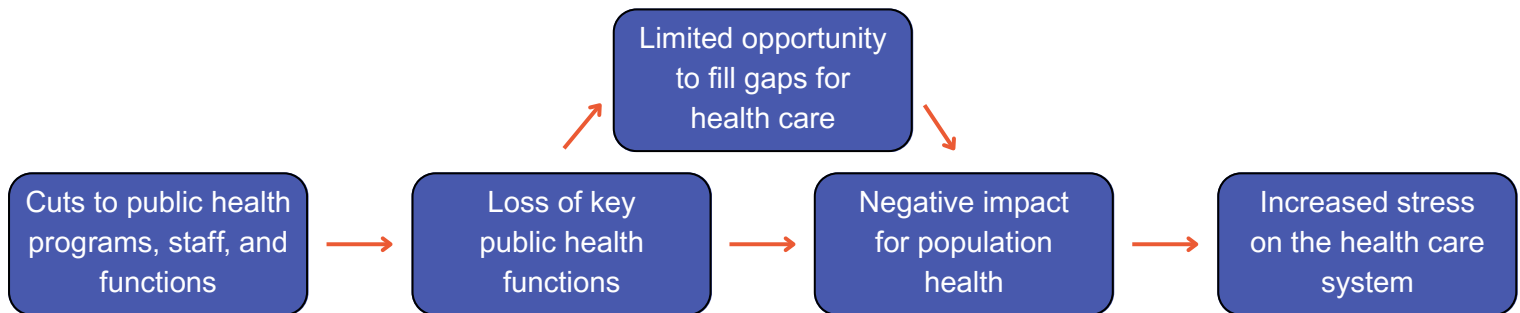 Limited opportunity
to fill gaps for
health care
Cuts to public health
programs, staff, and
functions
Loss of key
public health
functions
Negative impact
for population
health
Increased stress
on the health care
system